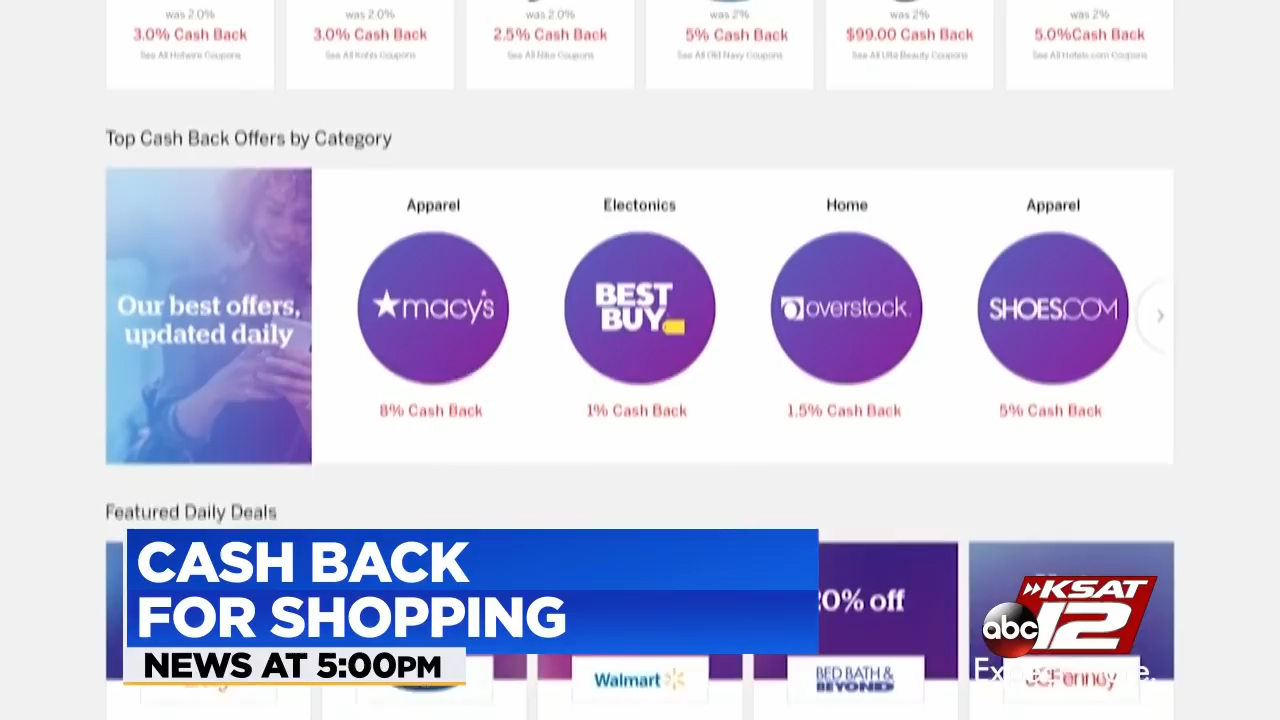 was 2.0%
was 2.0%
was 2.0%
was 2%
was 2%
was 2%
3.0% Cash Back
3.0% Cash Back
2.5% Cash Back
5% Cash Back
$99.00 Cash Back
5.0%Cash Back
See All Hotwire Coupons
See All Kohls Coupons
See All Nike Coupons
See All Old Navy Coupons
See All Ulta Beauty Coupons
See All Hotels.com Coupons
Top Cash Back Offers by Category
Our best offers,
updated daily
Apparel
Electonics
Home
Apparel
★macy's
BEST
BUY
overstock.
SHOES.COM
8% Cash Back
1% Cash Back
1.5% Cash Back
5% Cash Back
Featured Daily Deals
CASH BACK
FOR SHOPPING
NEWS AT 5:00PM
0% off
Walmart
BED BATH &
BEYOND
JCPenney
abc
KSAT
12